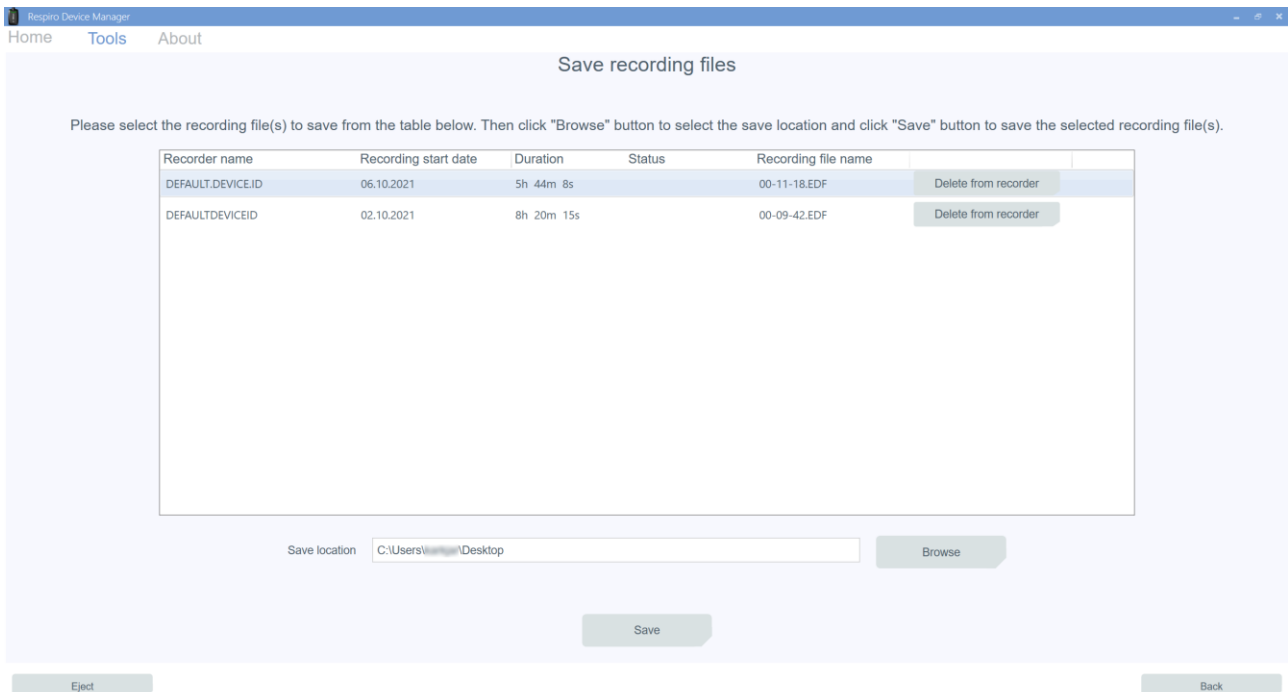 Respiro Device Manager
Home Tools About
Save recording files
Please select the recording file(s) to save from the table below. Then click "Browse" button to select the save location and click "Save" button to save the selected recording file(s).
Recorder name Recording start date Duration Status Recording file name
DEFAULT.DEVICE.ID 06.10.2021 5h 44m 8s 00-11-18.EDF Delete from recorder
DEFAULTDEVICEID 02.10.2021 8h 20m 15s 00-09-42.EDF Delete from recorder
Save location C:\Users\ \Desktop Browse
Save
Eject Back